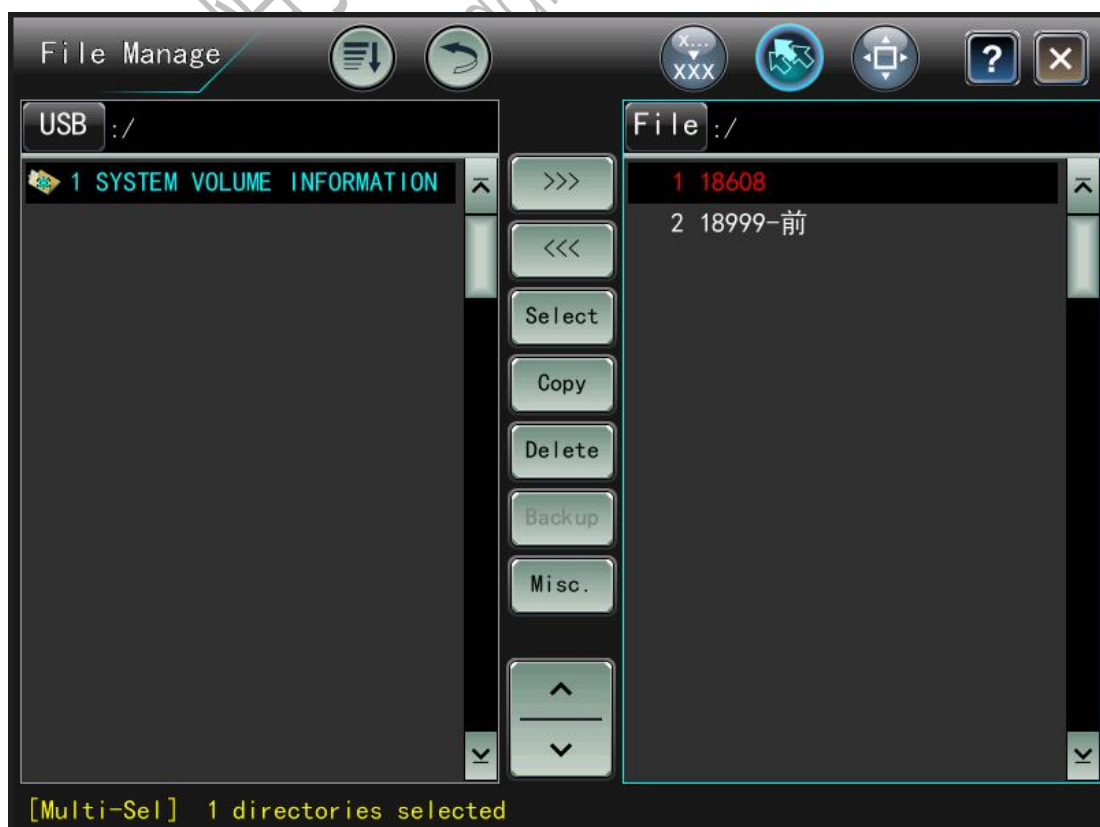 File Manage
X...
XXX
?
USB :/
File :/
1 SYSTEM VOLUME INFORMATION
1 18608
2 18999-前
>>>
<<<
Select
Copy
Delete
Backup
Misc.
[Multi-Sel] 1 directories selected